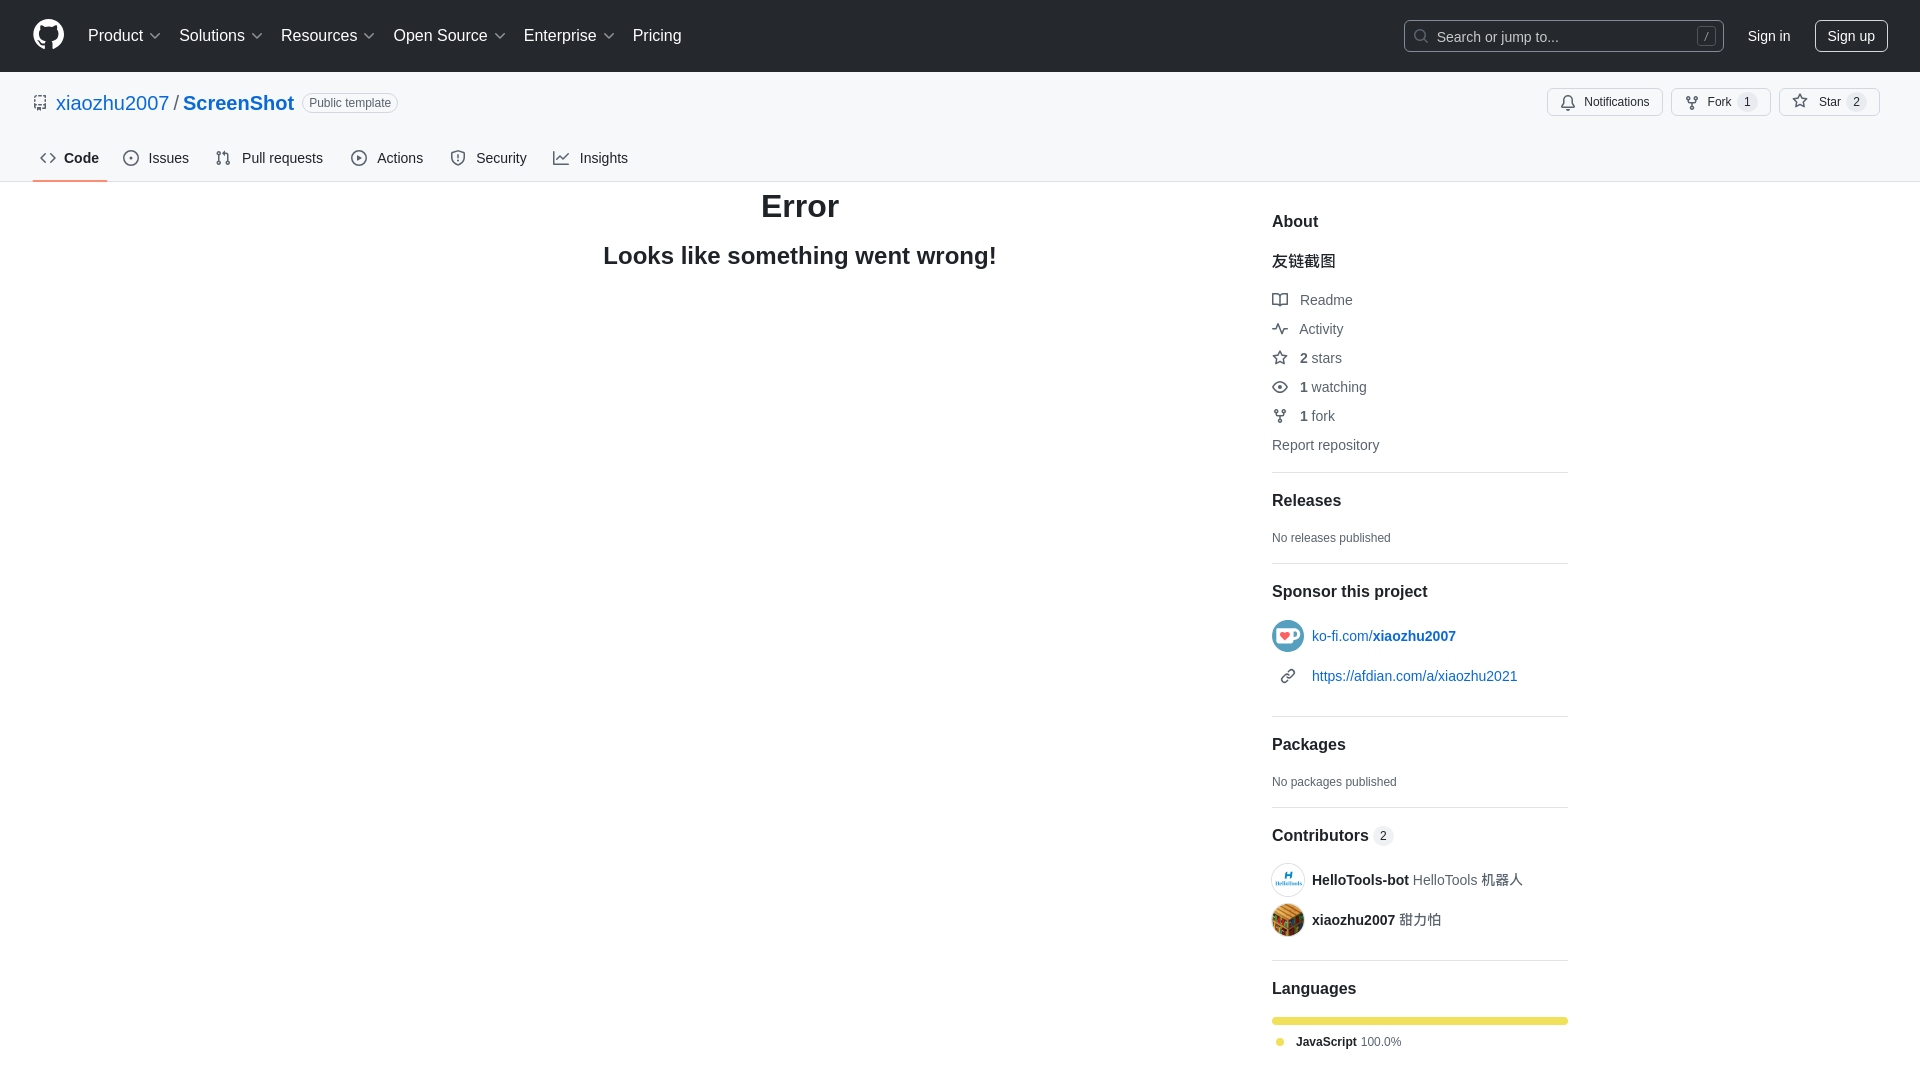 Product
Solutions
Resources
Open Source
Enterprise
Pricing
Search or jump to...
/
Sign in
Sign up
xiaozhu2007 / ScreenShot Public template
Notifications
Fork 1
Star 2
Code
Issues
Pull requests
Actions
Security
Insights
Error
Looks like something went wrong!
About
友链截图
Readme
Activity
2 stars
1 watching
1 fork
Report repository
Releases
No releases published
Sponsor this project
ko-fi.com/xiaozhu2007
https://afdian.com/a/xiaozhu2021
Packages
No packages published
Contributors 2
HelloTools
HelloTools-bot HelloTools 机器人
xiaozhu2007 甜力怕
Languages
JavaScript 100.0%